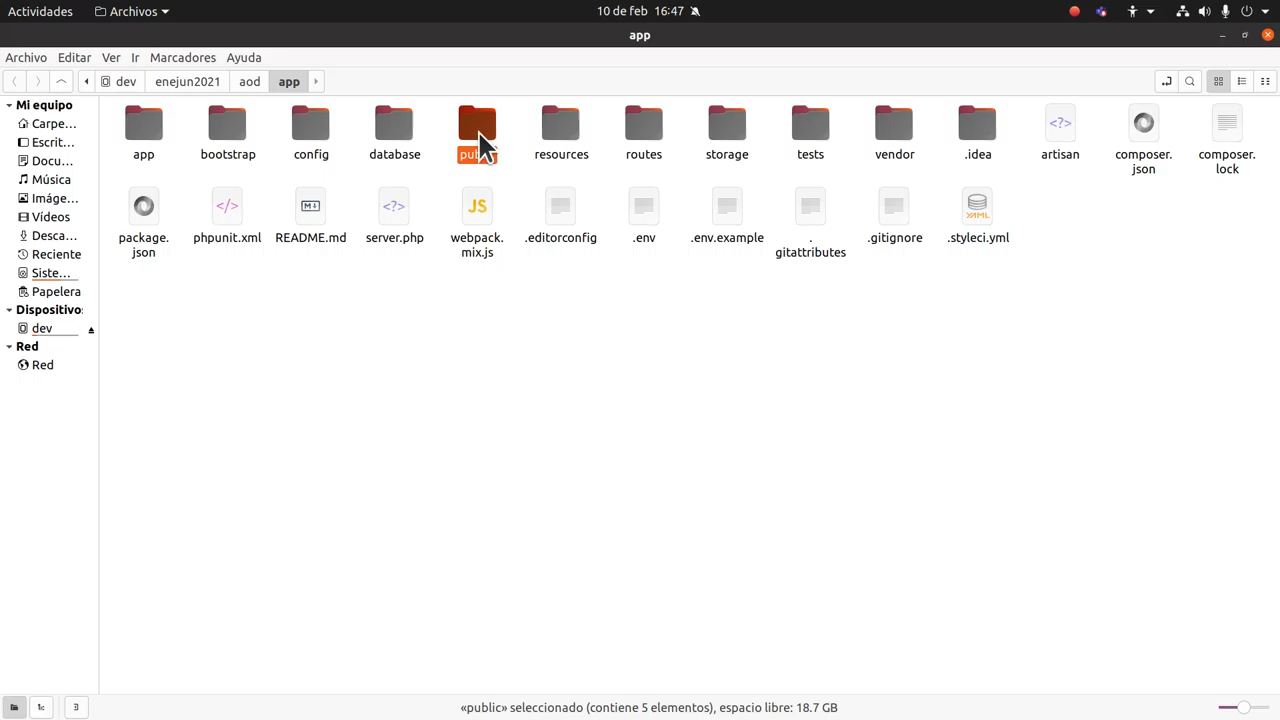 Actividades
Archivos
10 de feb 16:47
app
Archivo Editar Ver Ir Marcadores Ayuda
dev enejun2021 aod app
Mi equipo
Carpe...
Escrit...
Docu...
Música
Imáge...
Vídeos
Desca...
Reciente
Siste...
Papelera
Dispositivo
dev
Red
Red
app bootstrap config database resources routes storage tests vendor .idea artisan composer.
json composer.
lock
package.
json phpunit.xml README.md server.php webpack.
mix.js .editorconfig .env .env.example .
gitattributes .gitignore .styleci.yml
«public» seleccionado (contiene 5 elementos), espacio libre: 18.7 GB